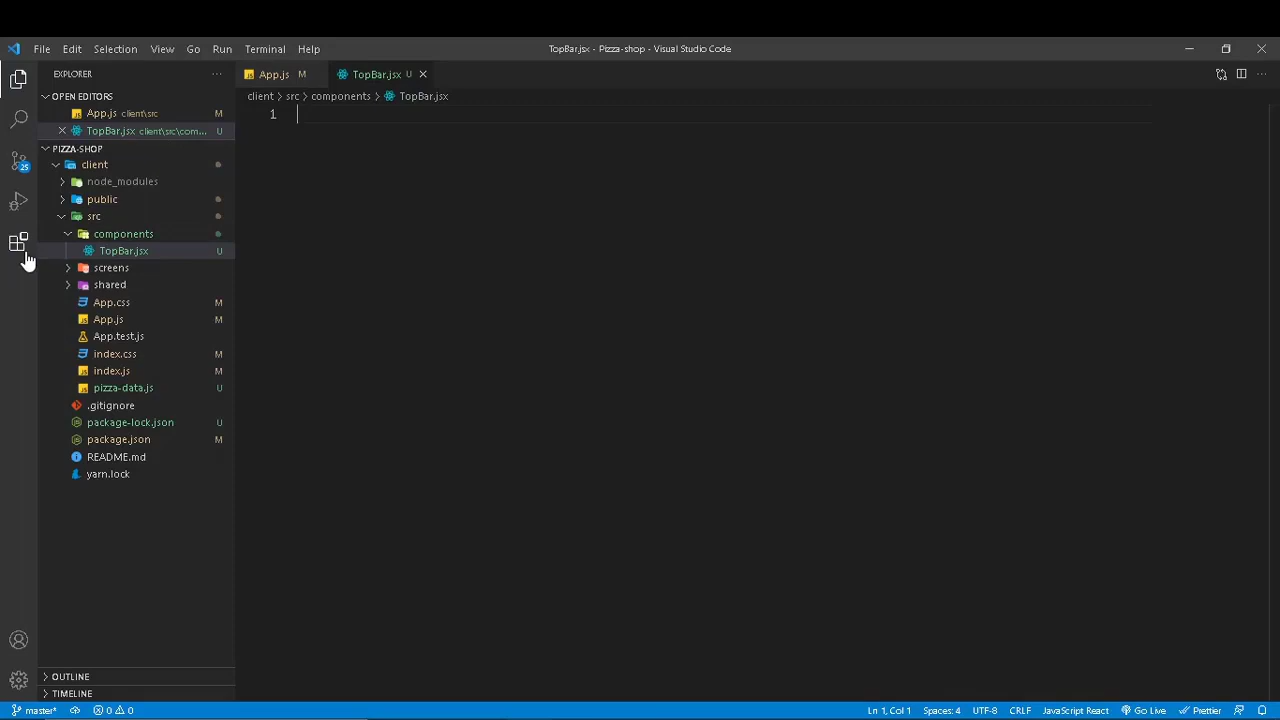 File Edit Selection View Go Run Terminal Help TopBar.jsx - Pizza-shop - Visual Studio Code
EXPLORER ...
App.js M TopBar.jsx U
OPEN EDITORS
client > src > components > TopBar.jsx
App.js client\src M
1
TopBar.jsx client\src\com... U
PIZZA-SHOP
client
node_modules
25
public
src
components
TopBar.jsx U
screens
shared
App.css M
App.js M
App.test.js
index.css M
index.js M
pizza-data.js U
.gitignore
package-lock.json U
package.json M
README.md
yarn.lock
OUTLINE
TIMELINE
master* 0 0 Ln 1, Col 1 Spaces: 4 UTF-8 CRLF JavaScript React Go Live Prettier